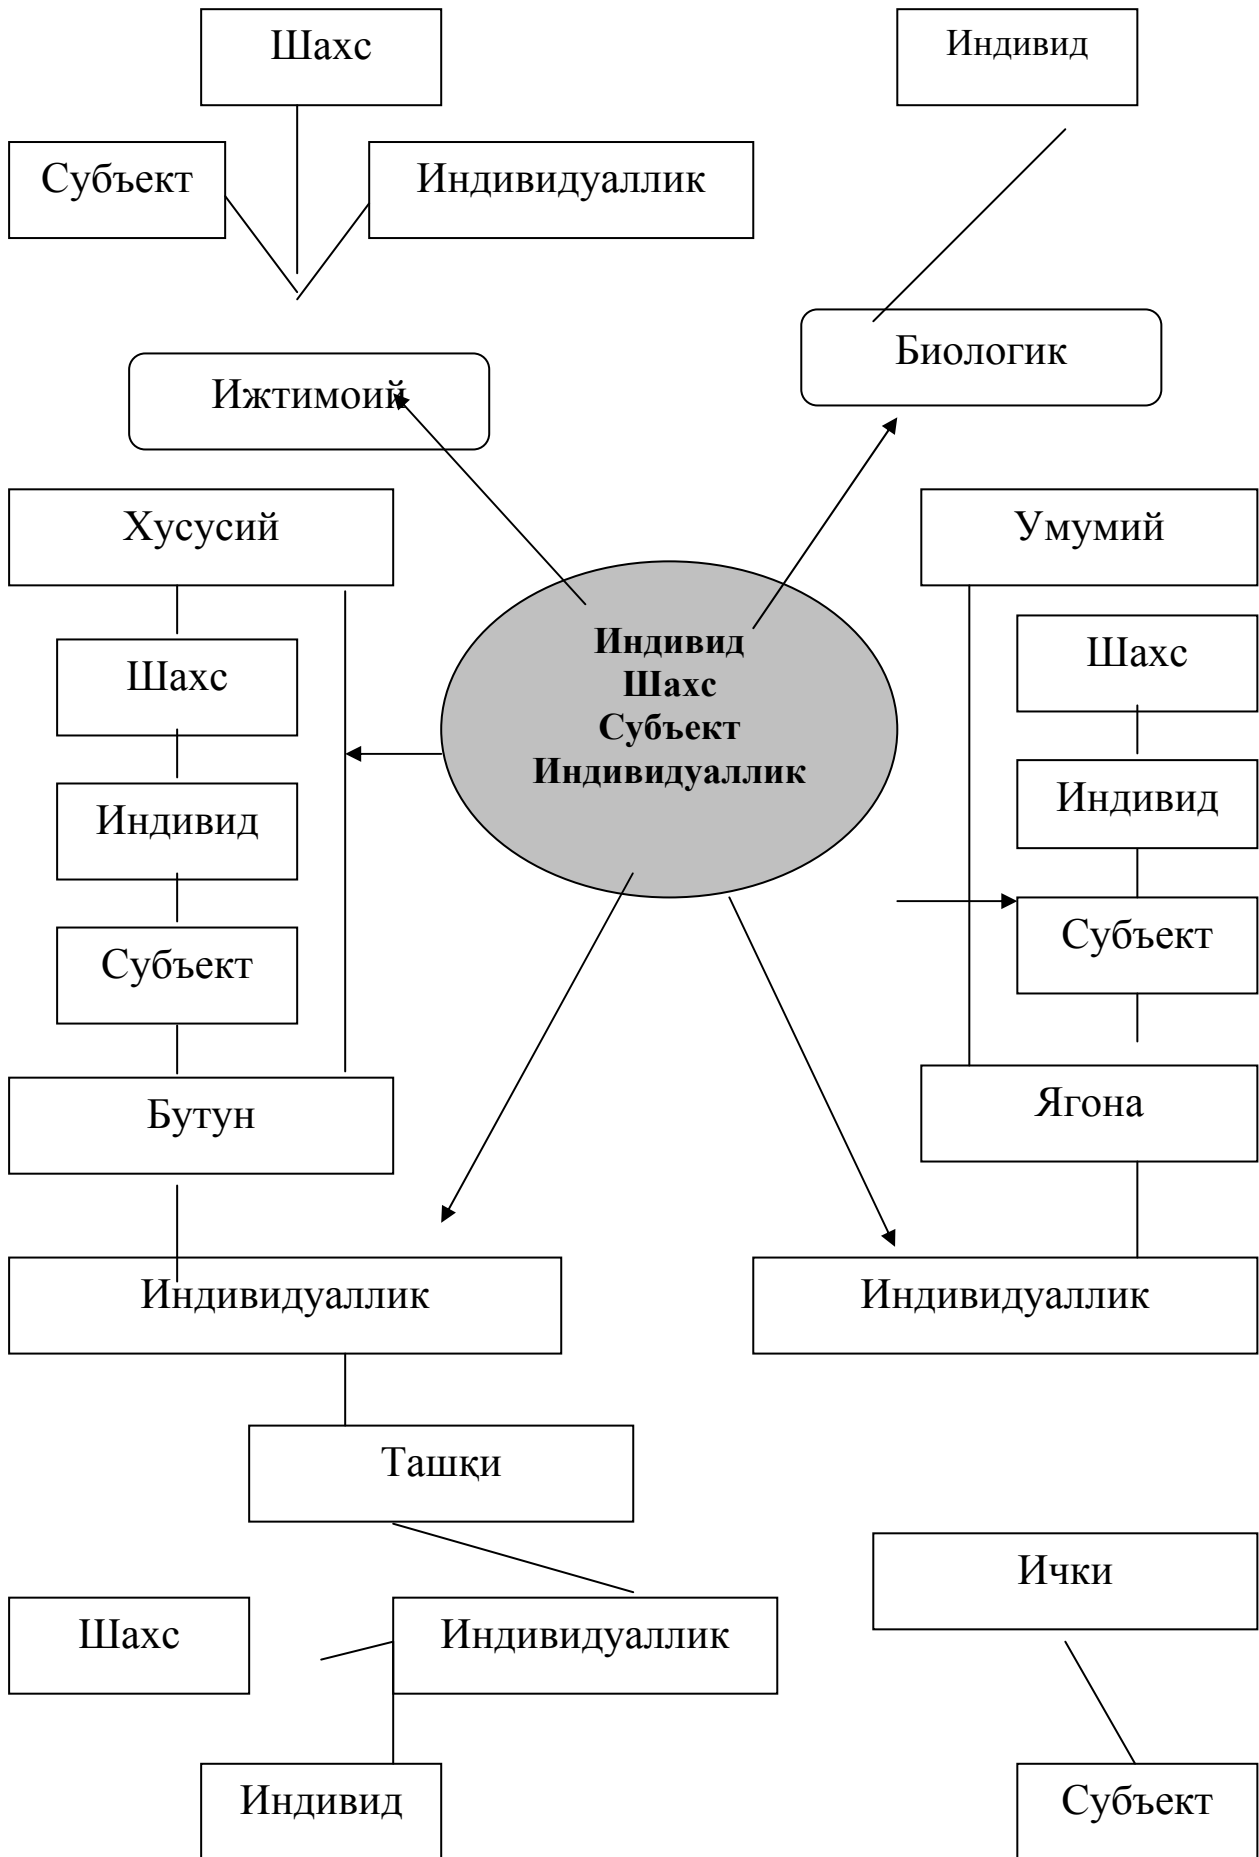 Шахс
Индивид
Субъект
Индивидуаллик
Биологик
Ижтимоий
Хусусий
Умумий
Индивид
Шахс
Субъект
Индивидуаллик
Шахс
Индивид
Субъект
Бутун
Шахс
Индивид
Субъект
Ягона
Индивидуаллик
Индивидуаллик
Ташқи
Ички
Шахс
Индивидуаллик
Индивид
Субъект